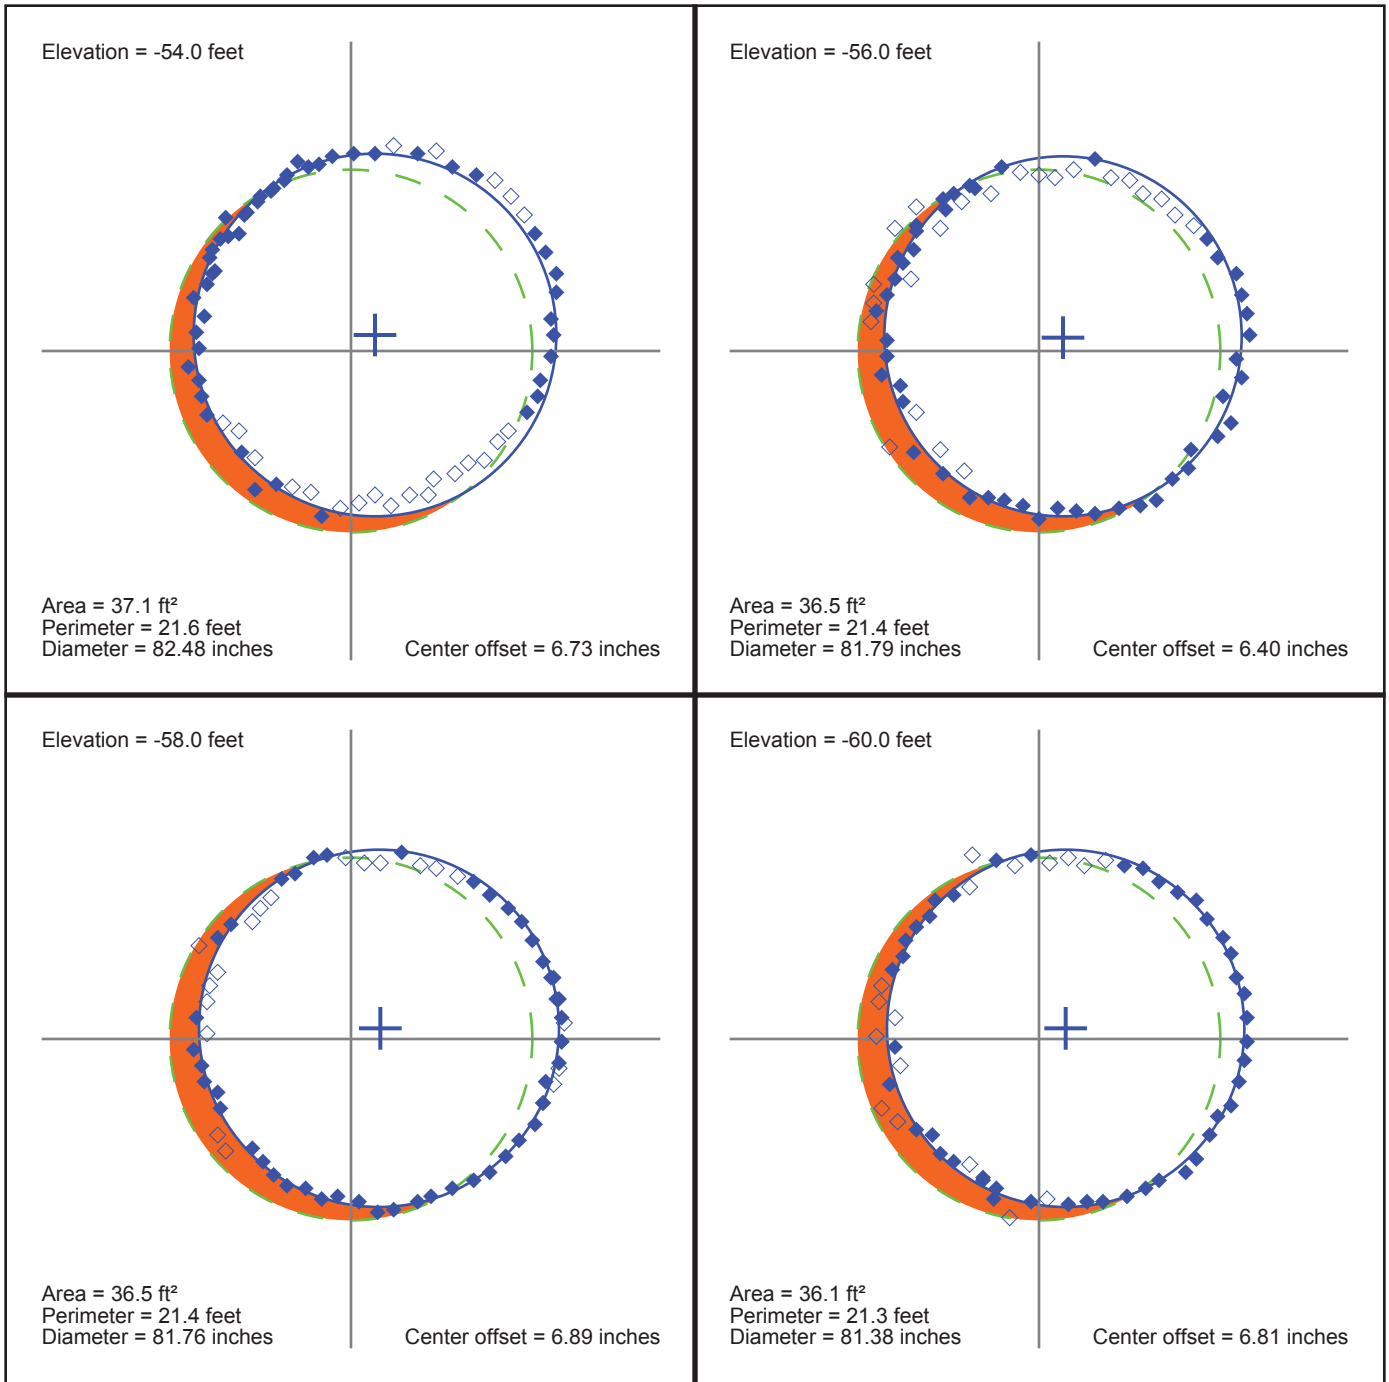 Elevation = -54.0 feet
Area = 37.1 ft²
Perimeter = 21.6 feet
Diameter = 82.48 inches
Center offset = 6.73 inches
Elevation = -56.0 feet
Area = 36.5 ft²
Perimeter = 21.4 feet
Diameter = 81.79 inches
Center offset = 6.40 inches
Elevation = -58.0 feet
Area = 36.5 ft²
Perimeter = 21.4 feet
Diameter = 81.76 inches
Center offset = 6.89 inches
Elevation = -60.0 feet
Area = 36.1 ft²
Perimeter = 21.3 feet
Diameter = 81.38 inches
Center offset = 6.81 inches